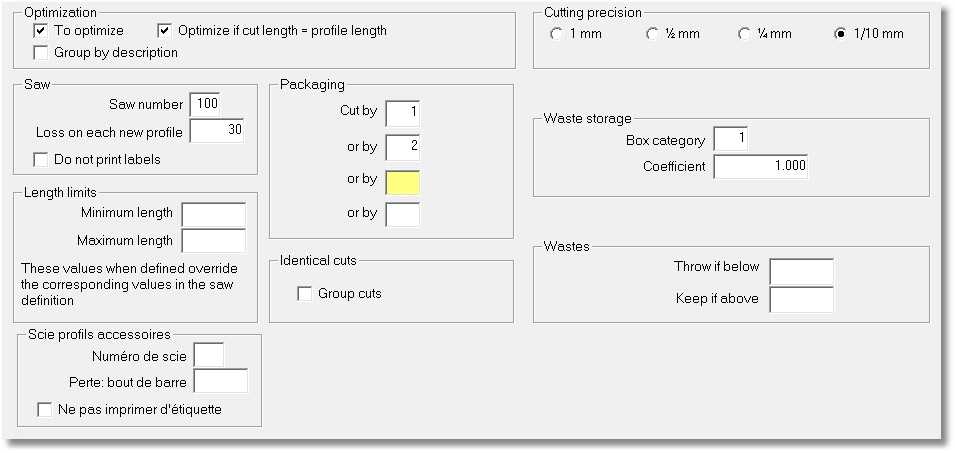 Optimization
To optimize
Optimize if cut length = profile length
Group by description
Cutting precision
1 mm
½ mm
¼ mm
1/10 mm
Saw
Saw number 100
Loss on each new profile 30
Do not print labels
Packaging
Cut by 1
or by 2
or by
or by
Waste storage
Box category 1
Coefficient 1.000
Length limits
Minimum length
Maximum length
These values when defined override
the corresponding values in the saw
definition
Identical cuts
Group cuts
Wastes
Throw if below
Keep if above
Scie profils accessoires
Numéro de scie
Perte: bout de barre
Ne pas imprimer d'étiquette